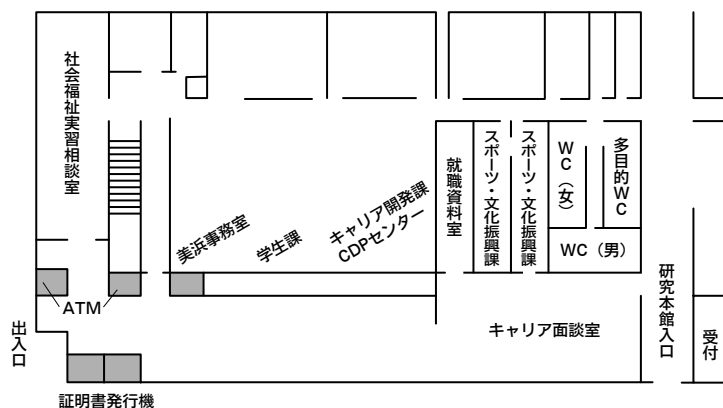 社会福祉実習相談室
美浜事務室
学生課
キャリア開発課
CDPセンター
就職資料室
スポーツ・文化振興課
スポーツ・文化振興課
WC（女）
多目的WC
WC（男）
ATM
出入口
証明書発行機
キャリア面談室
研究本館入口
受付